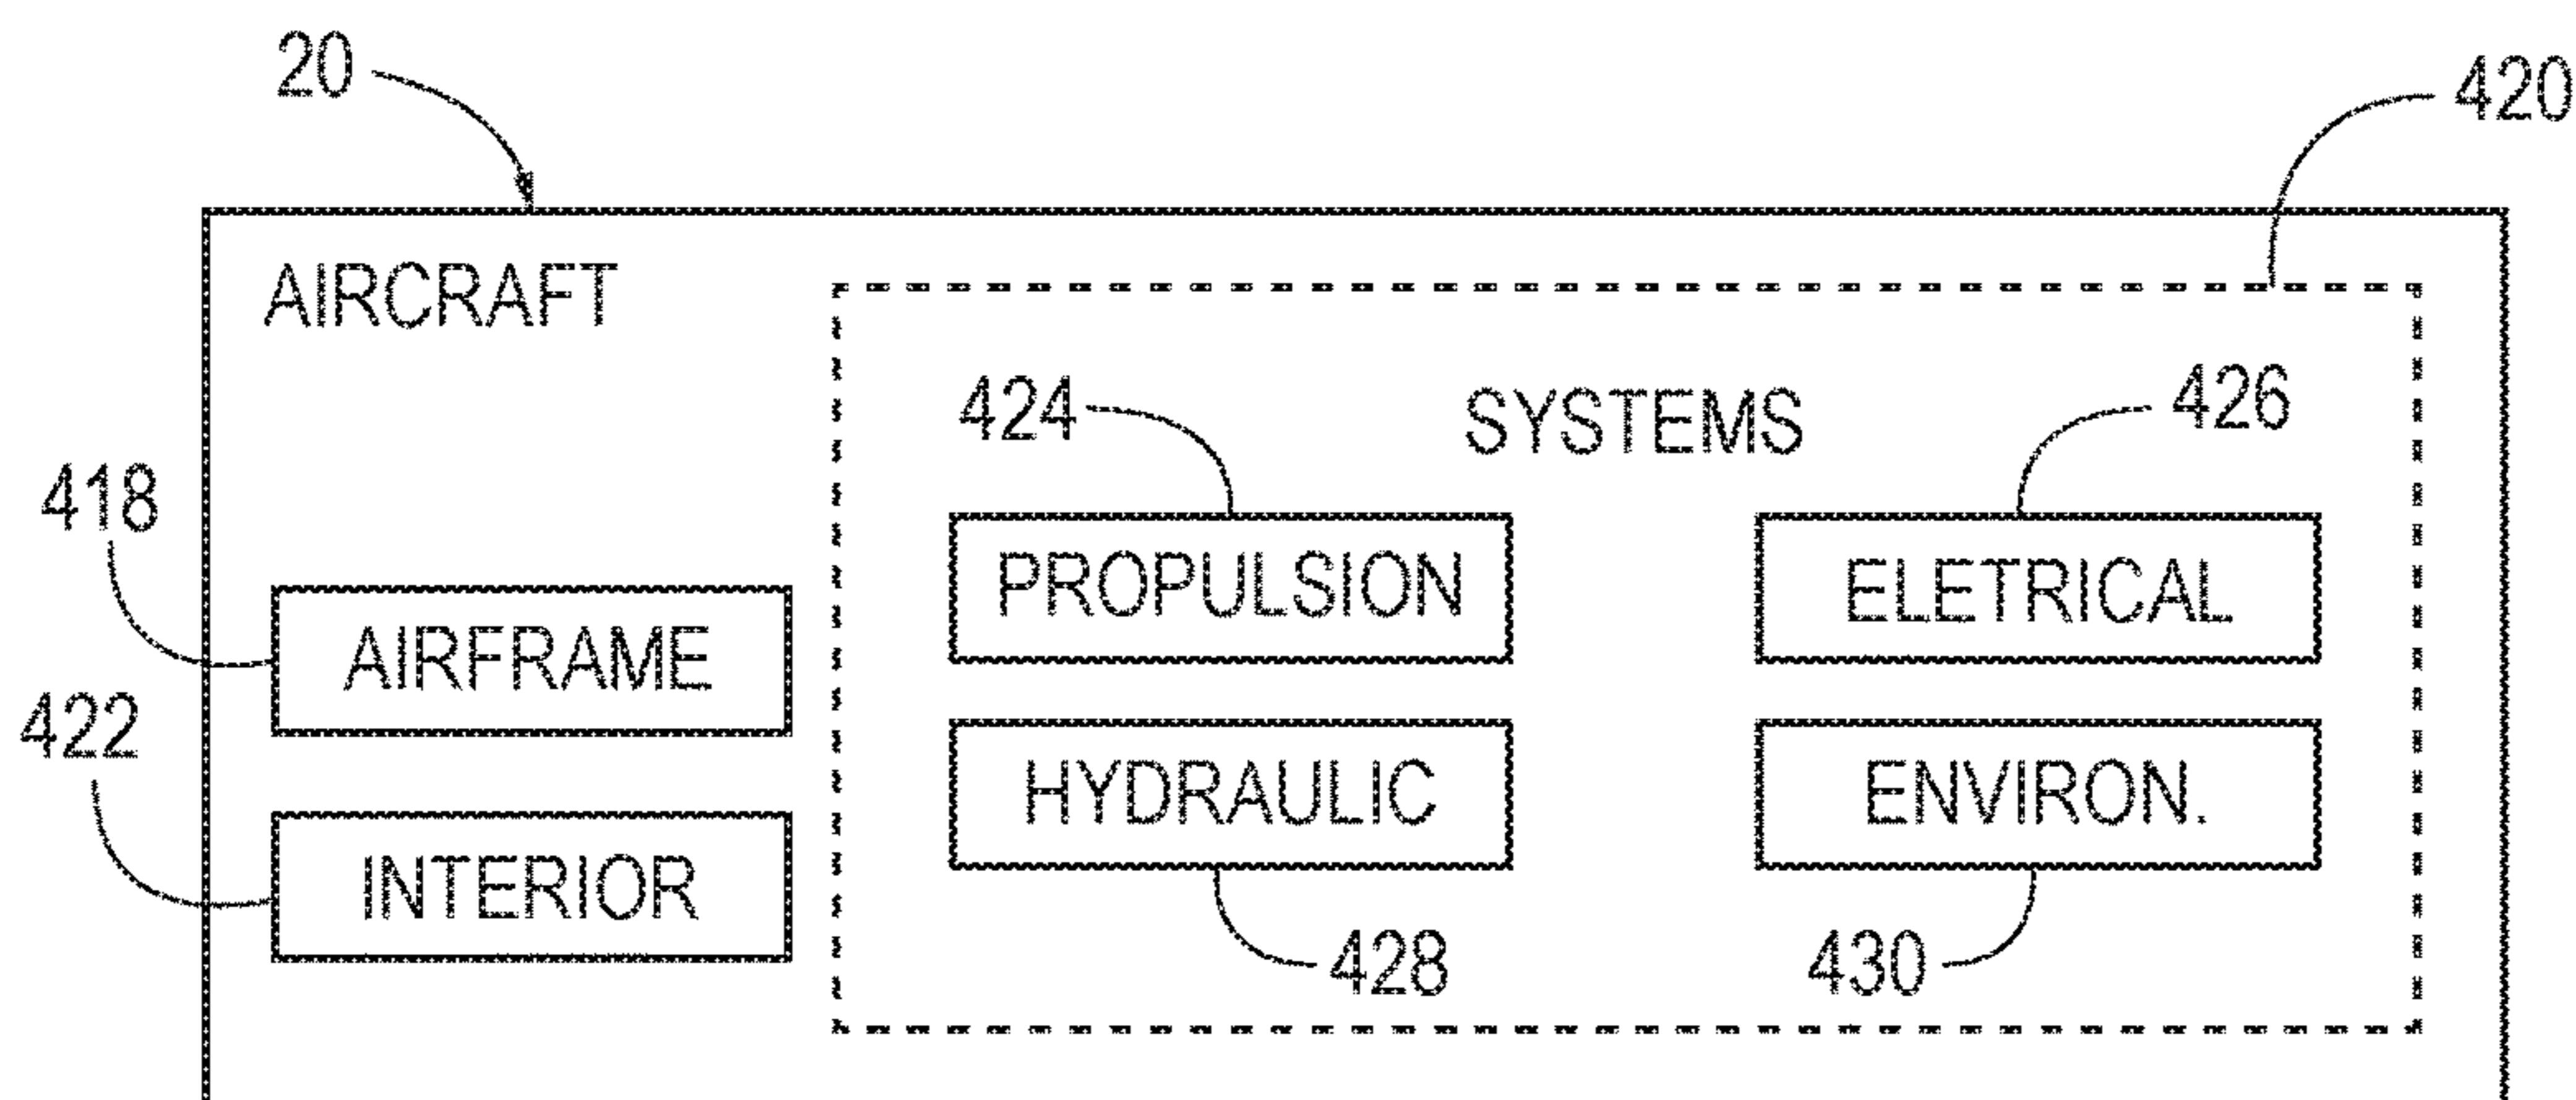 20
420
AIRCRAFT
SYSTEMS
424
426
418
PROPULSION
ELETRICAL
AIRFRAME
422
HYDRAULIC
ENVIRON.
INTERIOR
428
430